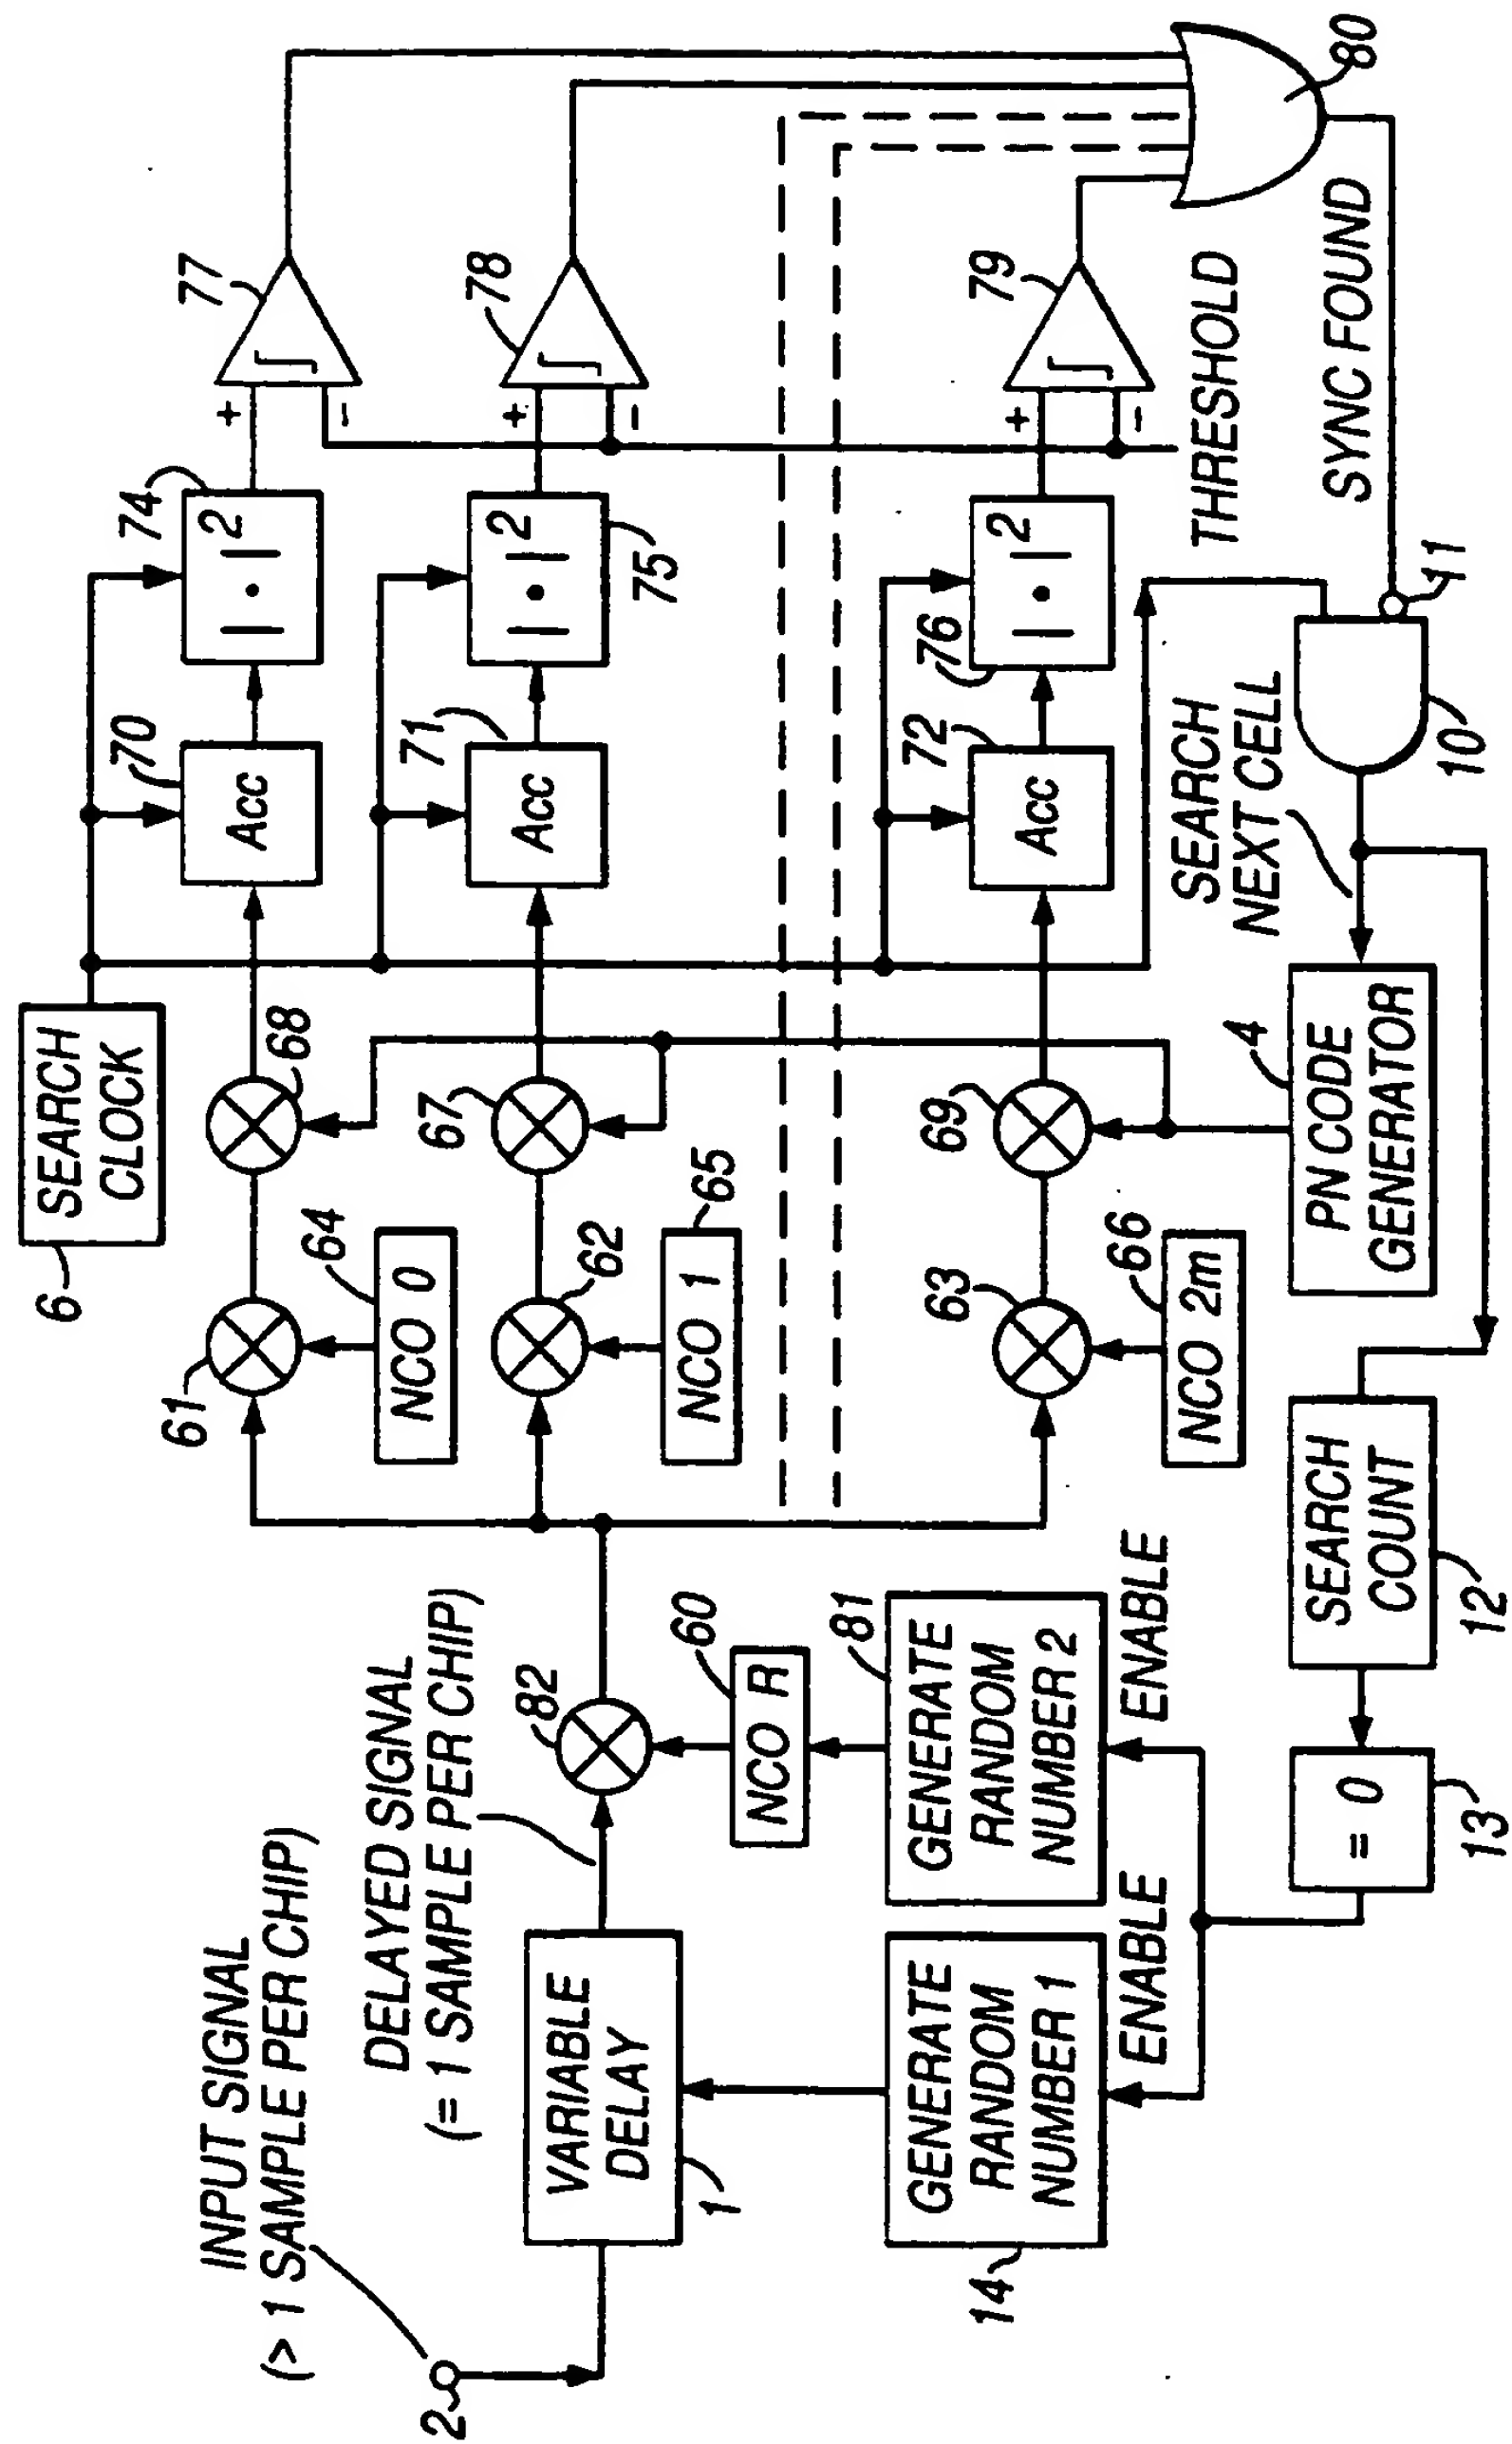 INPUT SIGNAL
(> 1 SAMPLE PER CHIP)
2
DELAYED SIGNAL
(= 1 SAMPLE PER CHIP)
VARIABLE
DELAY
1
82
NCO R
60
GENERATE
RANDOM
NUMBER 1
14
ENABLE
GENERATE
RANDOM
NUMBER 2
81
ENABLE
= 0
13
SEARCH
COUNT
12
SEARCH
CLOCK
6
61
NCO 0
64
68
62
NCO 1
65
67
63
NCO 2m
66
69
PN CODE
GENERATOR
4
SEARCH
NEXT CELL
10
11
Acc
70
Acc
71
Acc
72
| • |2
74
| • |2
75
| • |2
76
+
-
77
+
-
78
+
-
79
THRESHOLD
SYNC FOUND
80